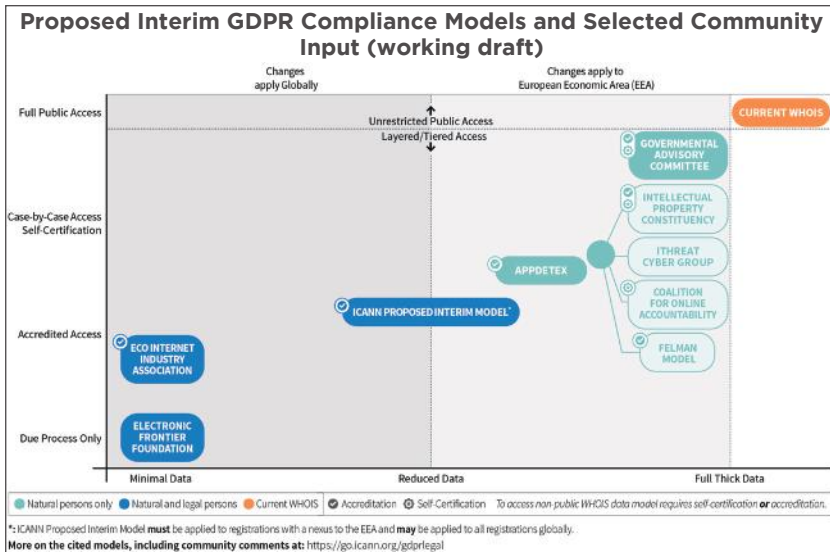 Proposed Interim GDPR Compliance Models and Selected Community
Input (working draft)
Changes
apply Globally
Changes apply to
European Economic Area (EEA)
Full Public Access
Unrestricted Public Access
Layered/Tiered Access
CURRENT WHOIS
GOVERNMENTAL
ADVISORY
COMMITTEE
Case-by-Case Access
Self-Certification
INTELLECTUAL
PROPERTY
CONSTITUENCY
ITHREAT
CYBER GROUP
APPDETEX
COALITION
FOR ONLINE
ACCOUNTABILITY
ICANN PROPOSED INTERIM MODEL*
Accredited Access
ECO INTERNET
INDUSTRY
ASSOCIATION
FELMAN
MODEL
Due Process Only
ELECTRONIC
FRONTIER
FOUNDATION
Minimal Data
Reduced Data
Full Thick Data
Natural persons only
Natural and legal persons
Current WHOIS
Accreditation
Self-Certification
To access non-public WHOIS data model requires self-certification or accreditation.
*: ICANN Proposed Interim Model must be applied to registrations with a nexus to the EEA and may be applied to all registrations globally.
More on the cited models, including community comments at: https://go.icann.org/gdprlegal